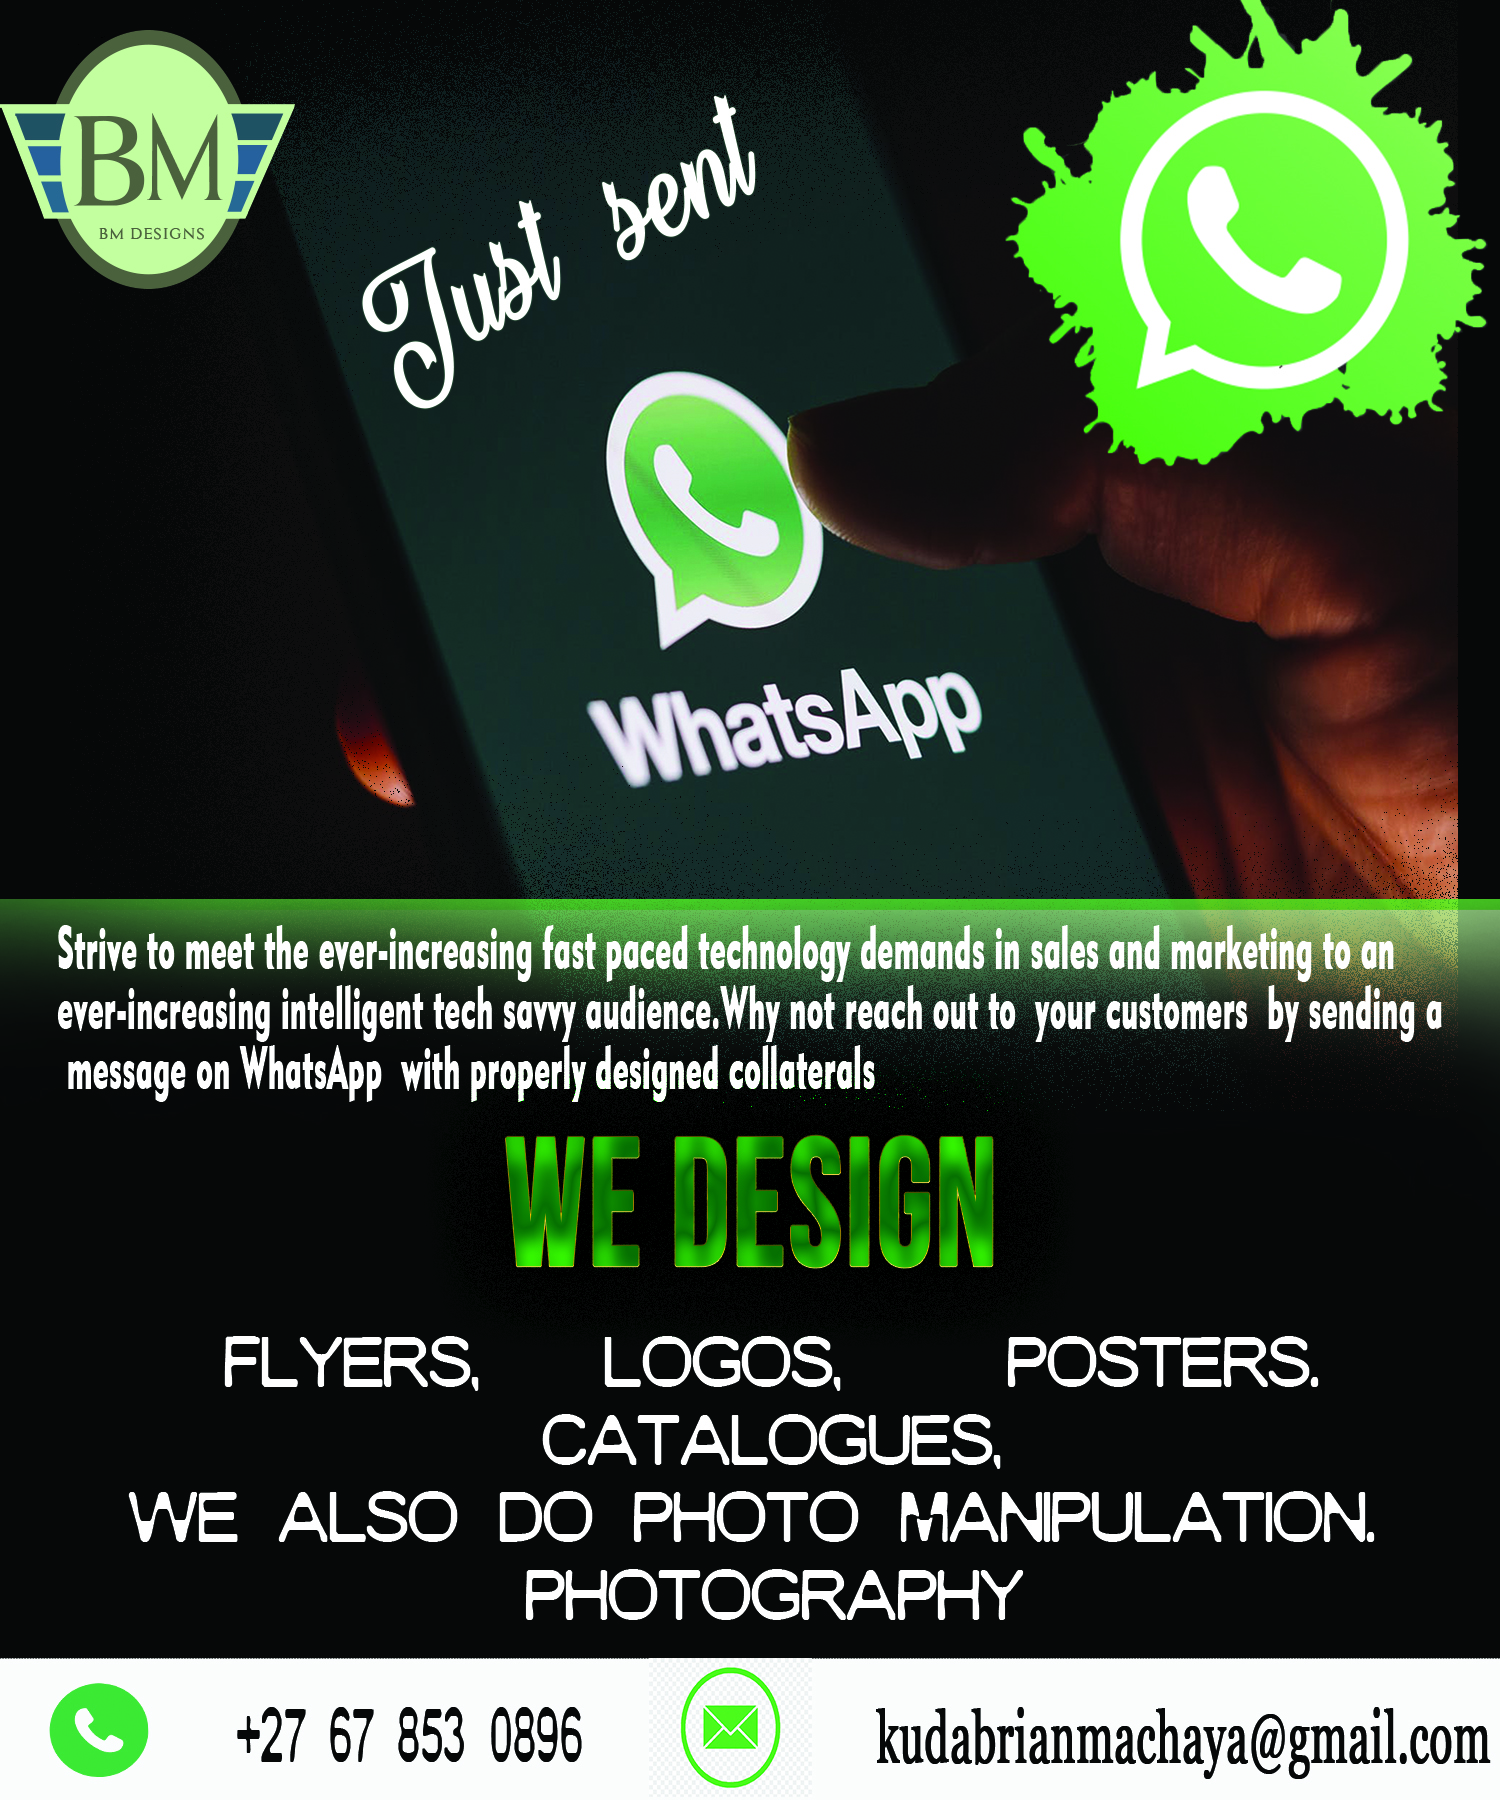 BM
BM DESIGNS
Just sent
WhatsApp
Strive to meet the ever-increasing fast paced technology demands in sales and marketing to an
ever-increasing intelligent tech savvy audience.Why not reach out to your customers by sending a
message on WhatsApp with properly designed collaterals
WE DESIGN
FLYERS, LOGOS, POSTERS.
CATALOGUES,
WE ALSO DO PHOTO MANIPULATION.
PHOTOGRAPHY
+27 67 853 0896
kudabrianmachaya@gmail.com